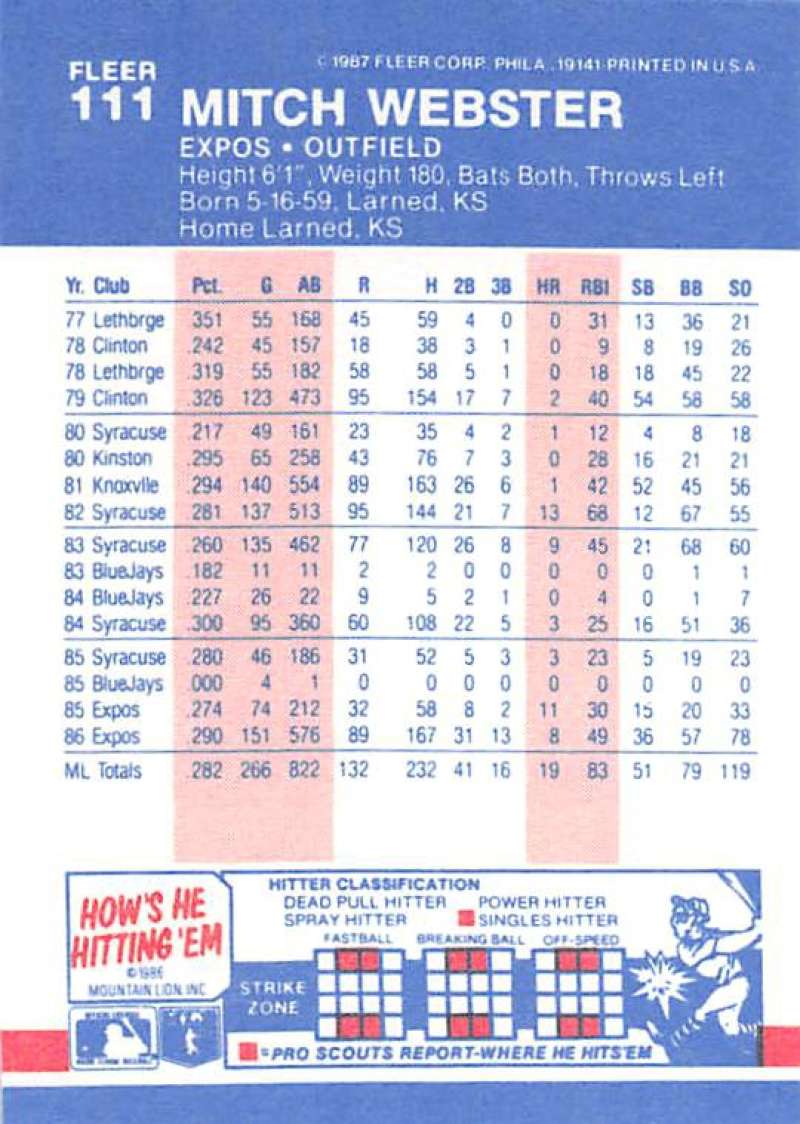 © 1987 FLEER CORP. PHILA., 19141 PRINTED IN U.S.A.
FLEER
111 MITCH WEBSTER
EXPOS • OUTFIELD
Height 6'1", Weight 180, Bats Both, Throws Left
Born 5-16-59, Larned, KS
Home Larned, KS
Yr. Club Pct. G AB R H 2B 3B HR RBI SB BB SO
77 Lethbrge .351 55 168 45 59 4 0 0 31 13 36 21
78 Clinton .242 45 157 18 38 3 1 0 9 8 19 26
78 Lethbrge .319 55 182 58 58 5 1 0 18 18 45 22
79 Clinton .326 123 473 95 154 17 7 2 40 54 58 58
80 Syracuse .217 49 161 23 35 4 2 1 12 4 8 18
80 Kinston .295 65 258 43 76 7 3 0 28 16 21 21
81 Knoxvlle .294 140 554 89 163 26 6 1 42 52 45 56
82 Syracuse .281 137 513 95 144 21 7 13 68 12 67 55
83 Syracuse .260 135 462 77 120 26 8 9 45 21 68 60
83 BlueJays .182 11 11 2 2 0 0 0 0 0 1 1
84 BlueJays .227 26 22 9 5 2 1 0 4 0 1 7
84 Syracuse .300 95 360 60 108 22 5 3 25 16 51 36
85 Syracuse .280 46 186 31 52 5 3 3 23 5 19 23
85 BlueJays .000 4 1 0 0 0 0 0 0 0 0 0
85 Expos .274 74 212 32 58 8 2 11 30 15 20 33
86 Expos .290 151 576 89 167 31 13 8 49 36 57 78
ML Totals .282 266 822 132 232 41 16 19 83 51 79 119
HOW'S HE
HITTING 'EM
© 1986
MOUNTAIN LION INC
HITTER CLASSIFICATION
DEAD PULL HITTER POWER HITTER
SPRAY HITTER SINGLES HITTER
FASTBALL BREAKING BALL OFF-SPEED
STRIKE
ZONE
=PRO SCOUTS REPORT-WHERE HE HITS 'EM